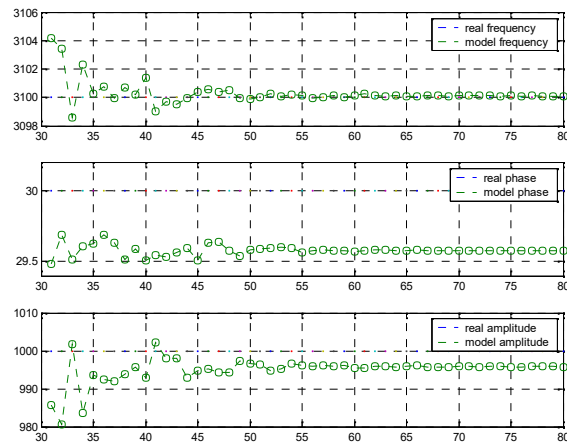 3106
3104
3102
3100
3098
30 35 40 45 50 55 60 65 70 75 80
real frequency
model frequency
30
29.5
30 35 40 45 50 55 60 65 70 75 80
real phase
model phase
1010
1000
990
980
30 35 40 45 50 55 60 65 70 75 80
real amplitude
model amplitude